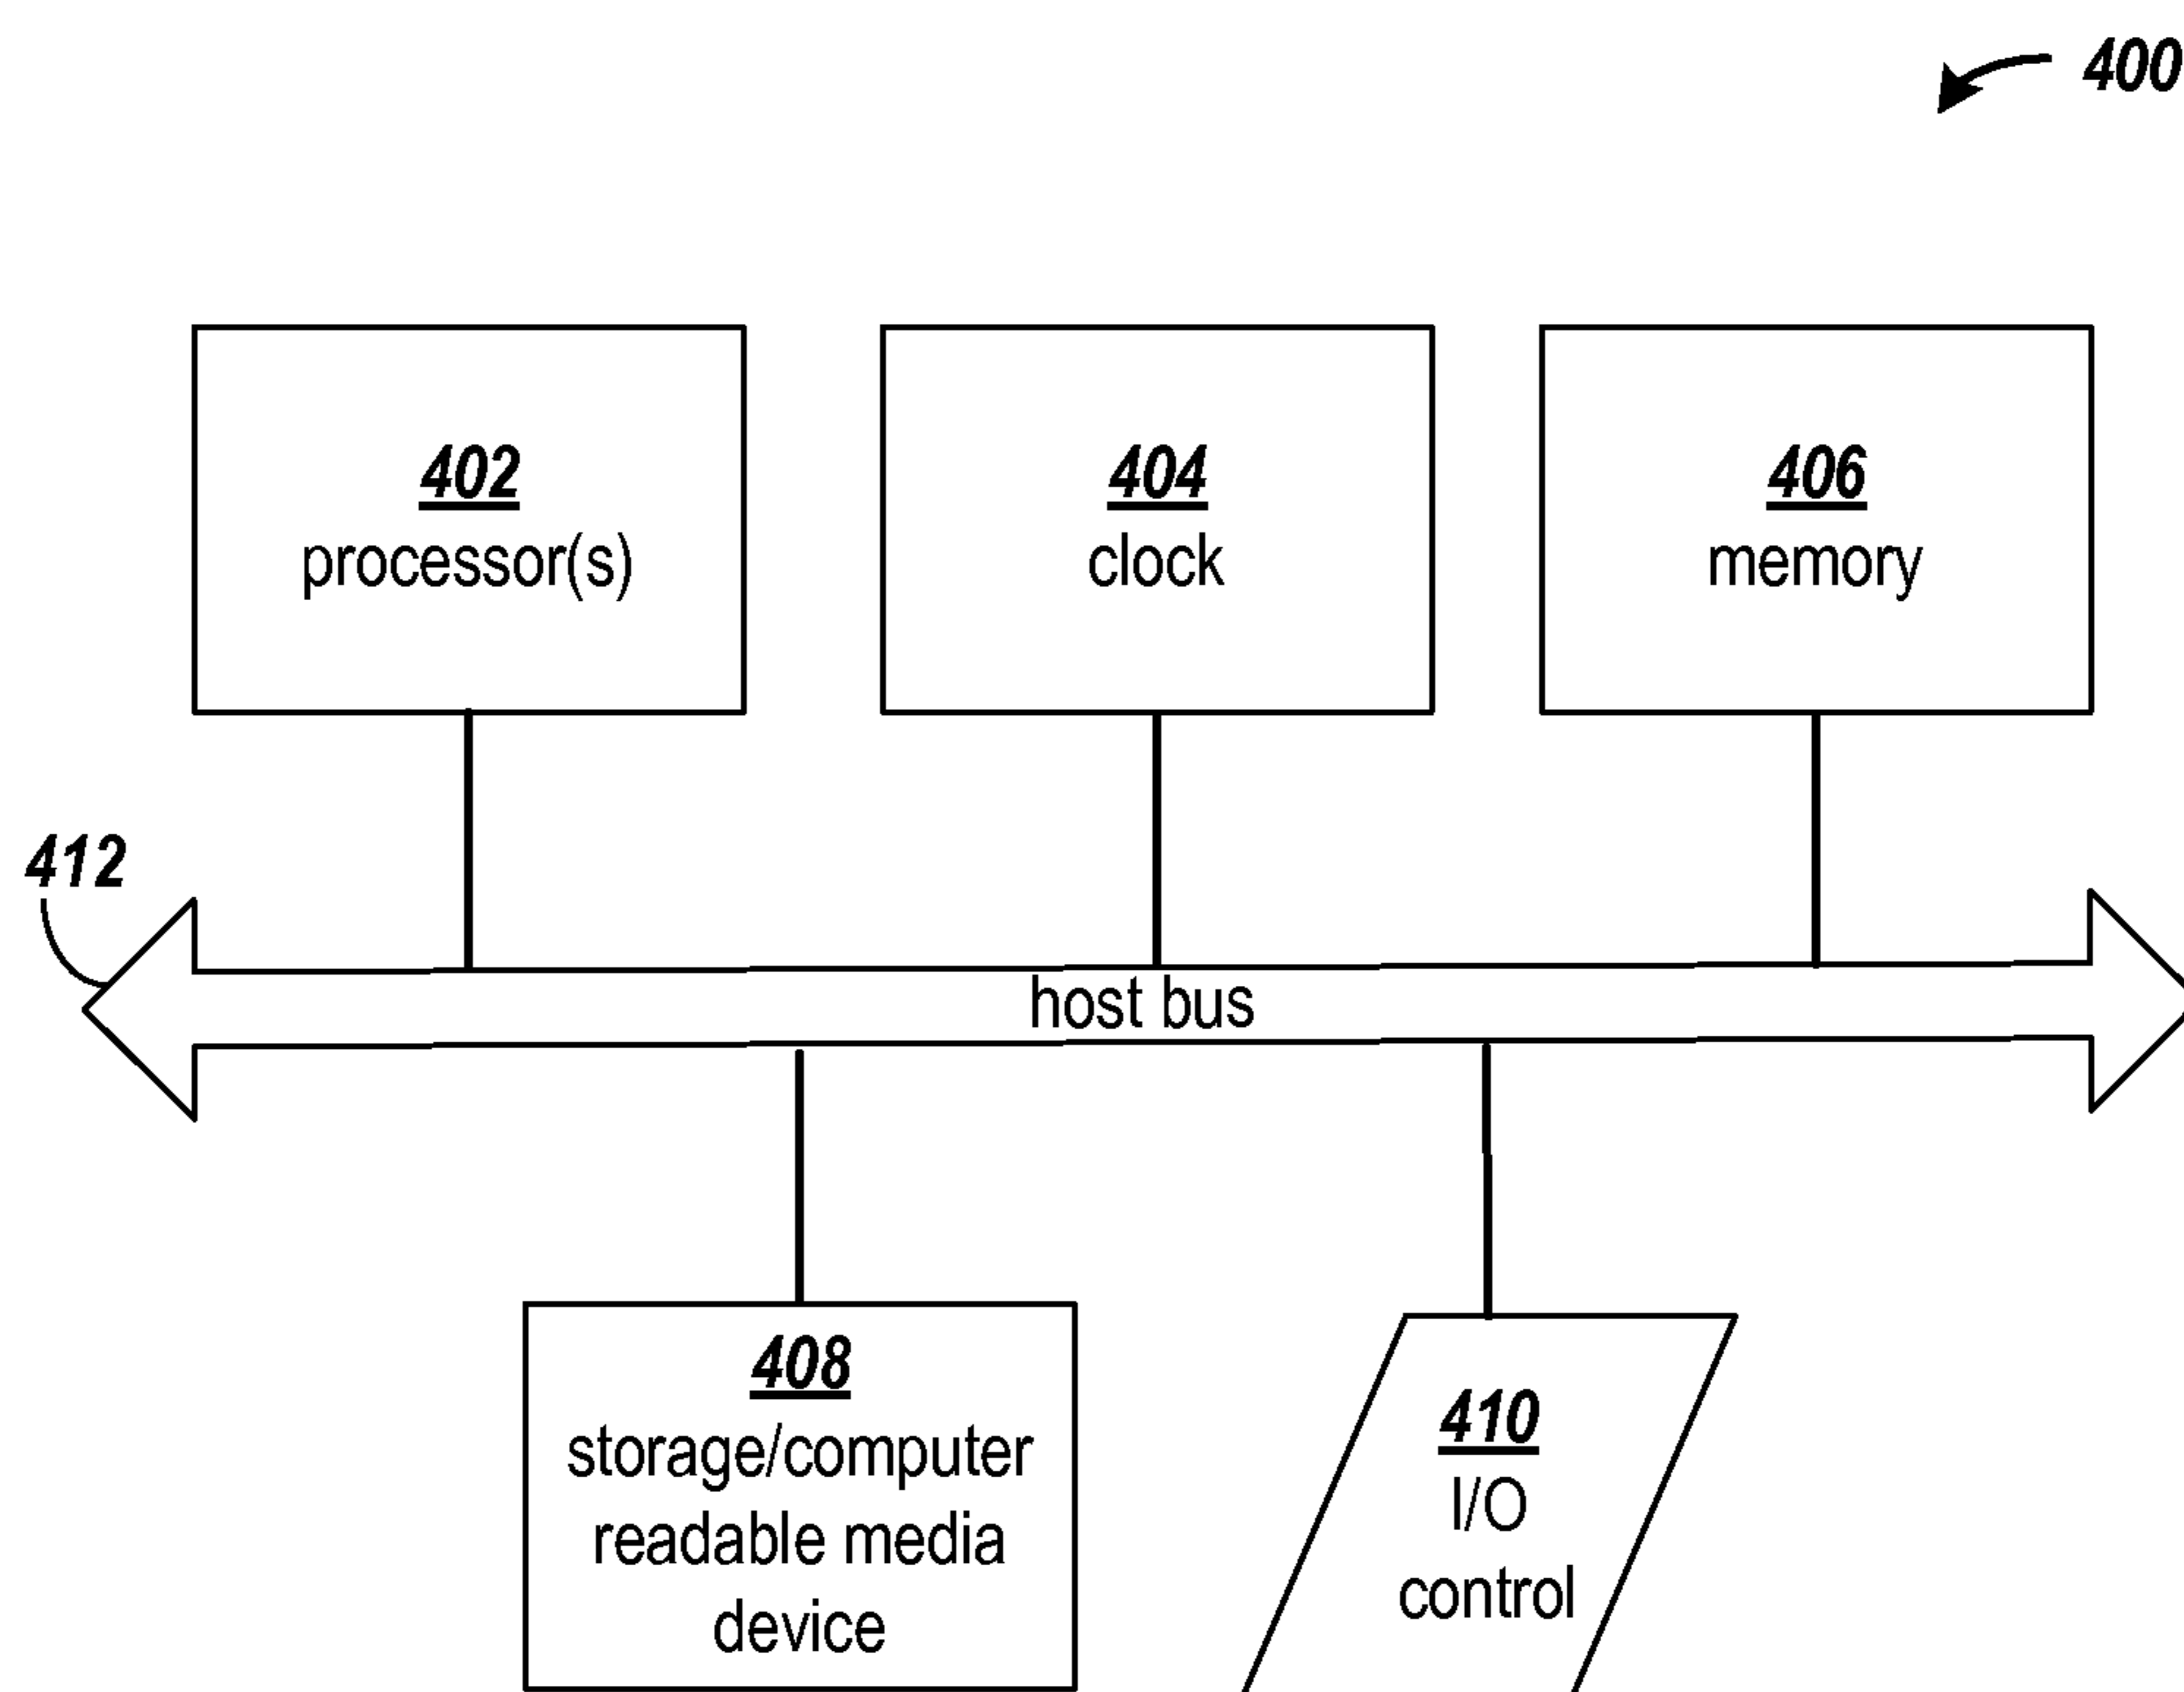 400
402
processor(s)
404
clock
406
memory
412
host bus
408
storage/computer
readable media
device
410
I/O
control